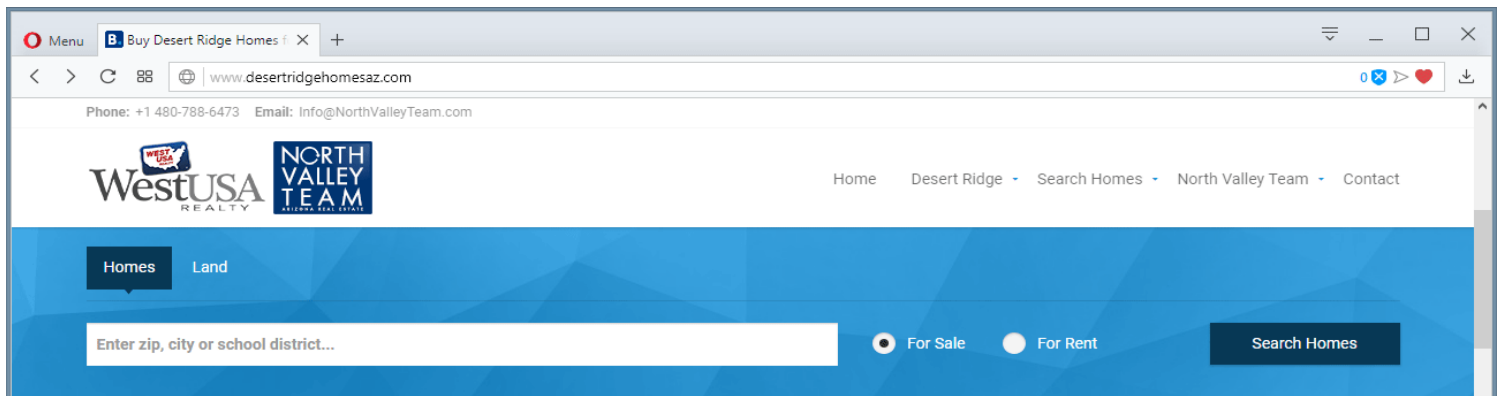 Menu
B. Buy Desert Ridge Homes f
www.desertridgehomesaz.com
0
Phone: +1 480-788-6473 Email: Info@NorthValleyTeam.com
WEST
USA
WestUSA
REALTY
NORTH
VALLEY
TEAM
ARIZONA REAL ESTATE
Home Desert Ridge Search Homes North Valley Team Contact
Homes Land
Enter zip, city or school district... For Sale For Rent Search Homes